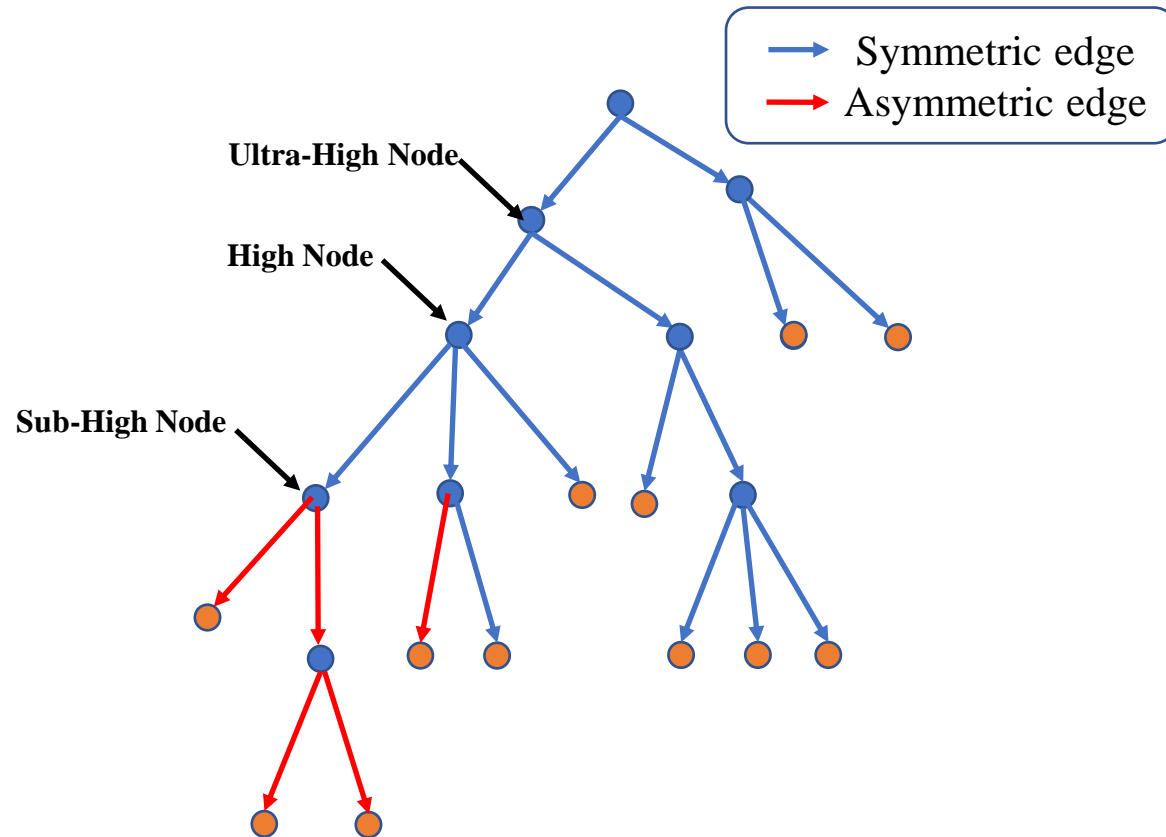 Symmetric edge
Asymmetric edge
Ultra-High Node
High Node
Sub-High Node